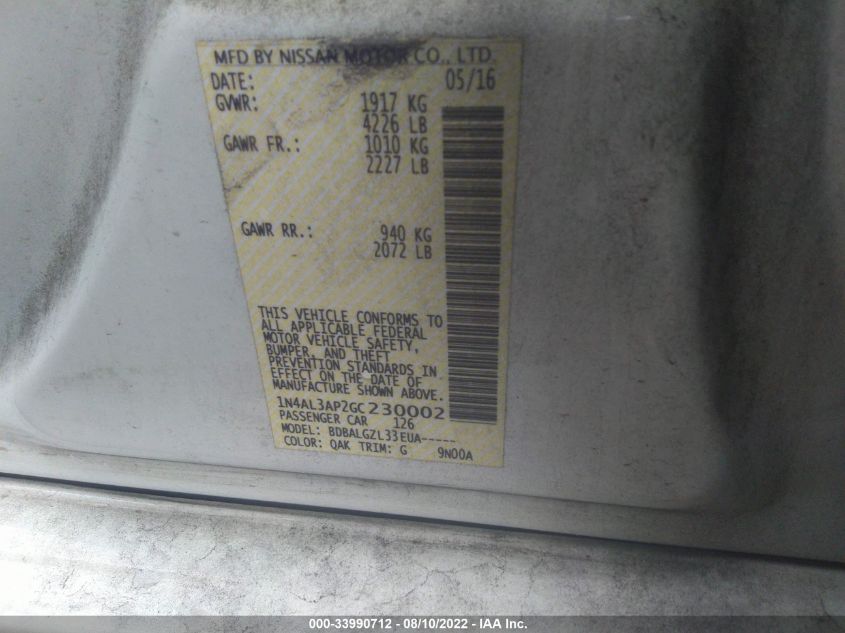 MFD BY NISSAN MOTOR CO., LTD.
DATE: 05/16
GVWR: 1917 KG
4226 LB
GAWR FR.: 1010 KG
2227 LB
GAWR RR.: 940 KG
2072 LB
THIS VEHICLE CONFORMS TO
ALL APPLICABLE FEDERAL
MOTOR VEHICLE SAFETY,
BUMPER, AND THEFT
PREVENTION STANDARDS IN
EFFECT ON THE DATE OF
MANUFACTURE SHOWN ABOVE.
1N4AL3AP2GC230002
PASSENGER CAR 126
MODEL: BDBALGZL33EUA-----
COLOR: QAK TRIM: G 9N00A
000-33990712 - 08/10/2022 - IAA Inc.